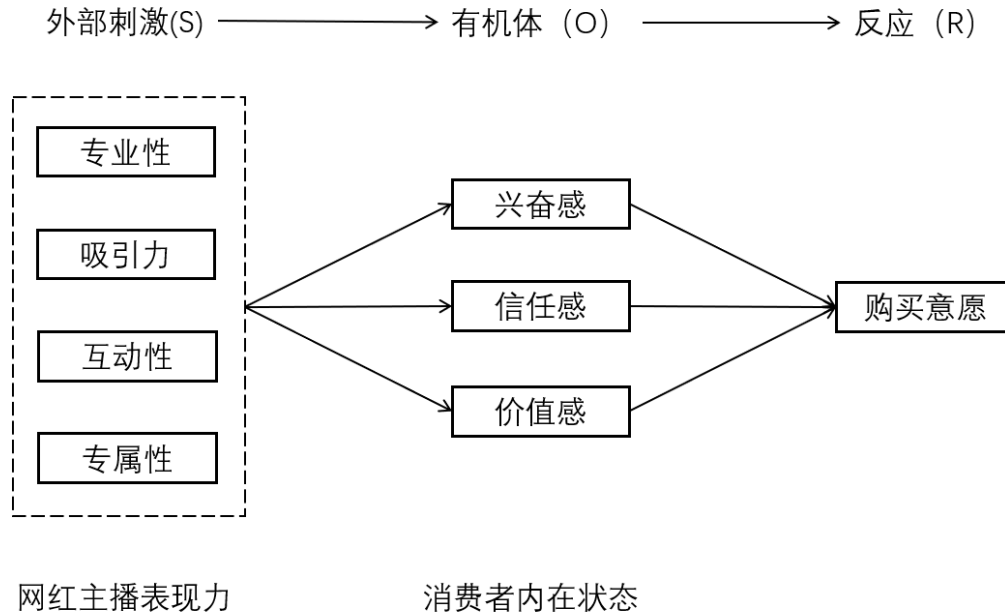 外部刺激(S) 有机体（O） 反应（R）
专业性
吸引力
互动性
专属性
兴奋感
信任感
价值感
购买意愿
网红主播表现力 消费者内在状态